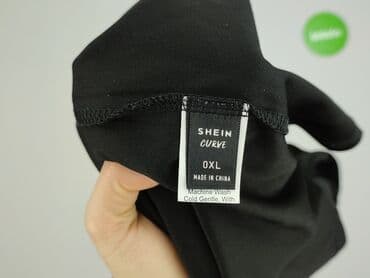 SHEIN
CURVE
0XL
MADE IN CHINA
Machine Wash
Cold Gentle, With